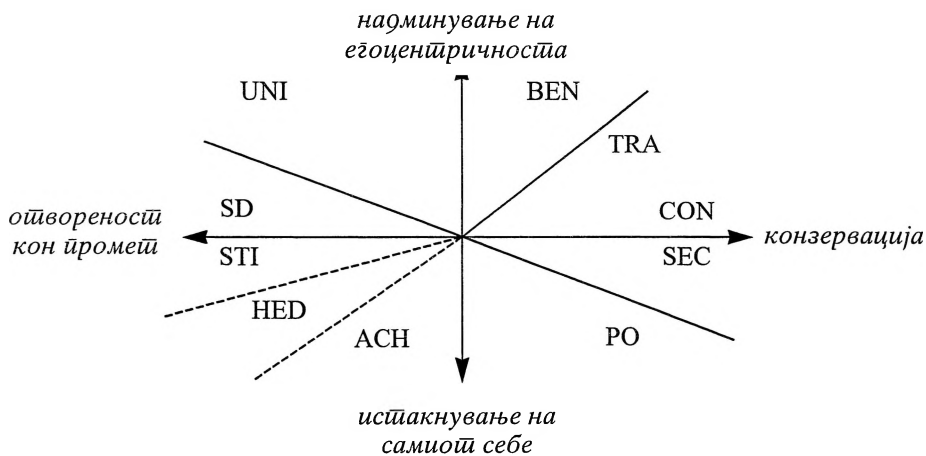 надминување на
егоцентричноста
UNI BEN
TRA
отвореност
кон промет
SD CON
STI SEC
конзервација
HED
ACH PO
истакнување на
самиот себе